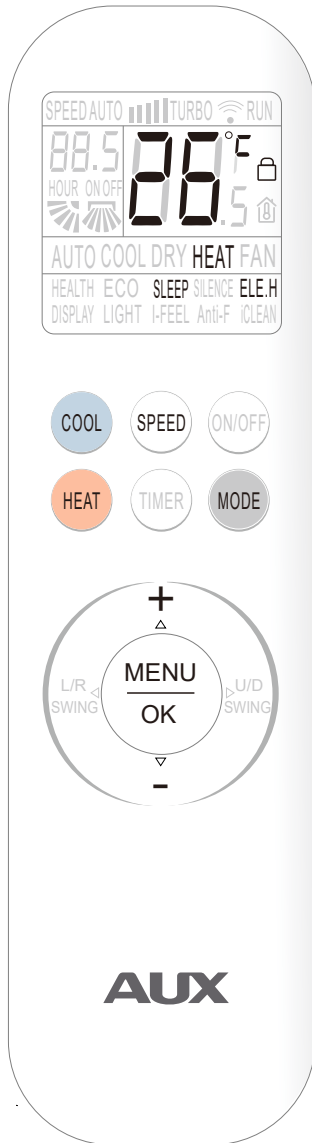 SPEED AUTO TURBO RUN
88.5 26 °F
HOUR ON OFF .5
AUTO COOL DRY HEAT FAN
HEALTH ECO SLEEP SILENCE ELE.H
DISPLAY LIGHT I-FEEL Anti-F iCLEAN
COOL SPEED ON/OFF
HEAT TIMER MODE
+
L/R SWING
MENU
OK
U/D SWING
-
AUX